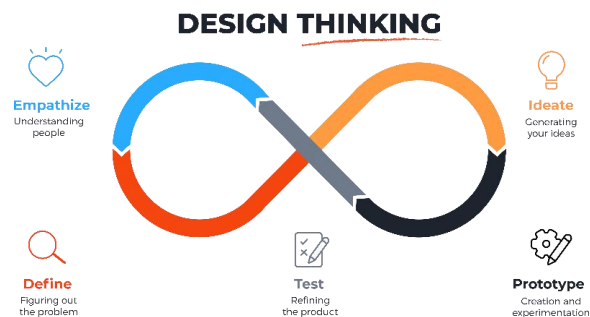 DESIGN THINKING
Empathize
Understanding
people
Ideate
Generating
your ideas
Define
Figuring out
the problem
Test
Refining
the product
Prototype
Creation and
experimentation